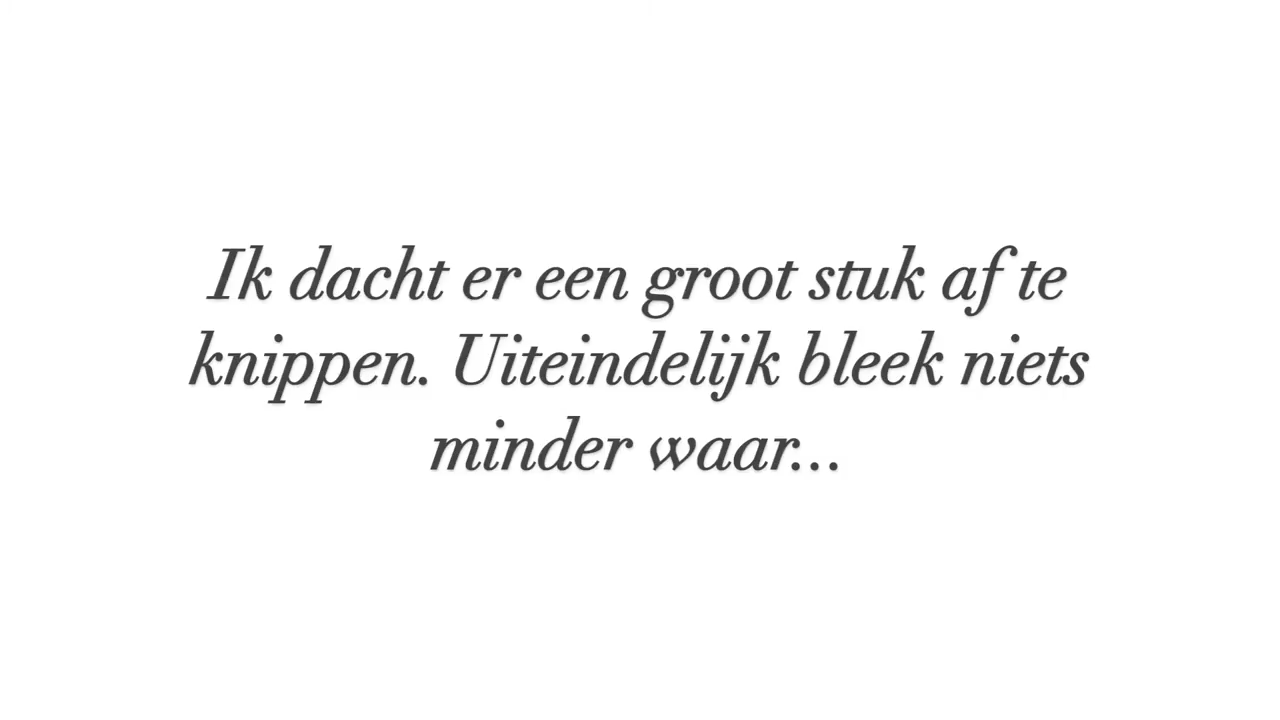 Ik dacht er een groot stuk af te
knippen. Uiteindelijk bleek niets
minder waar...